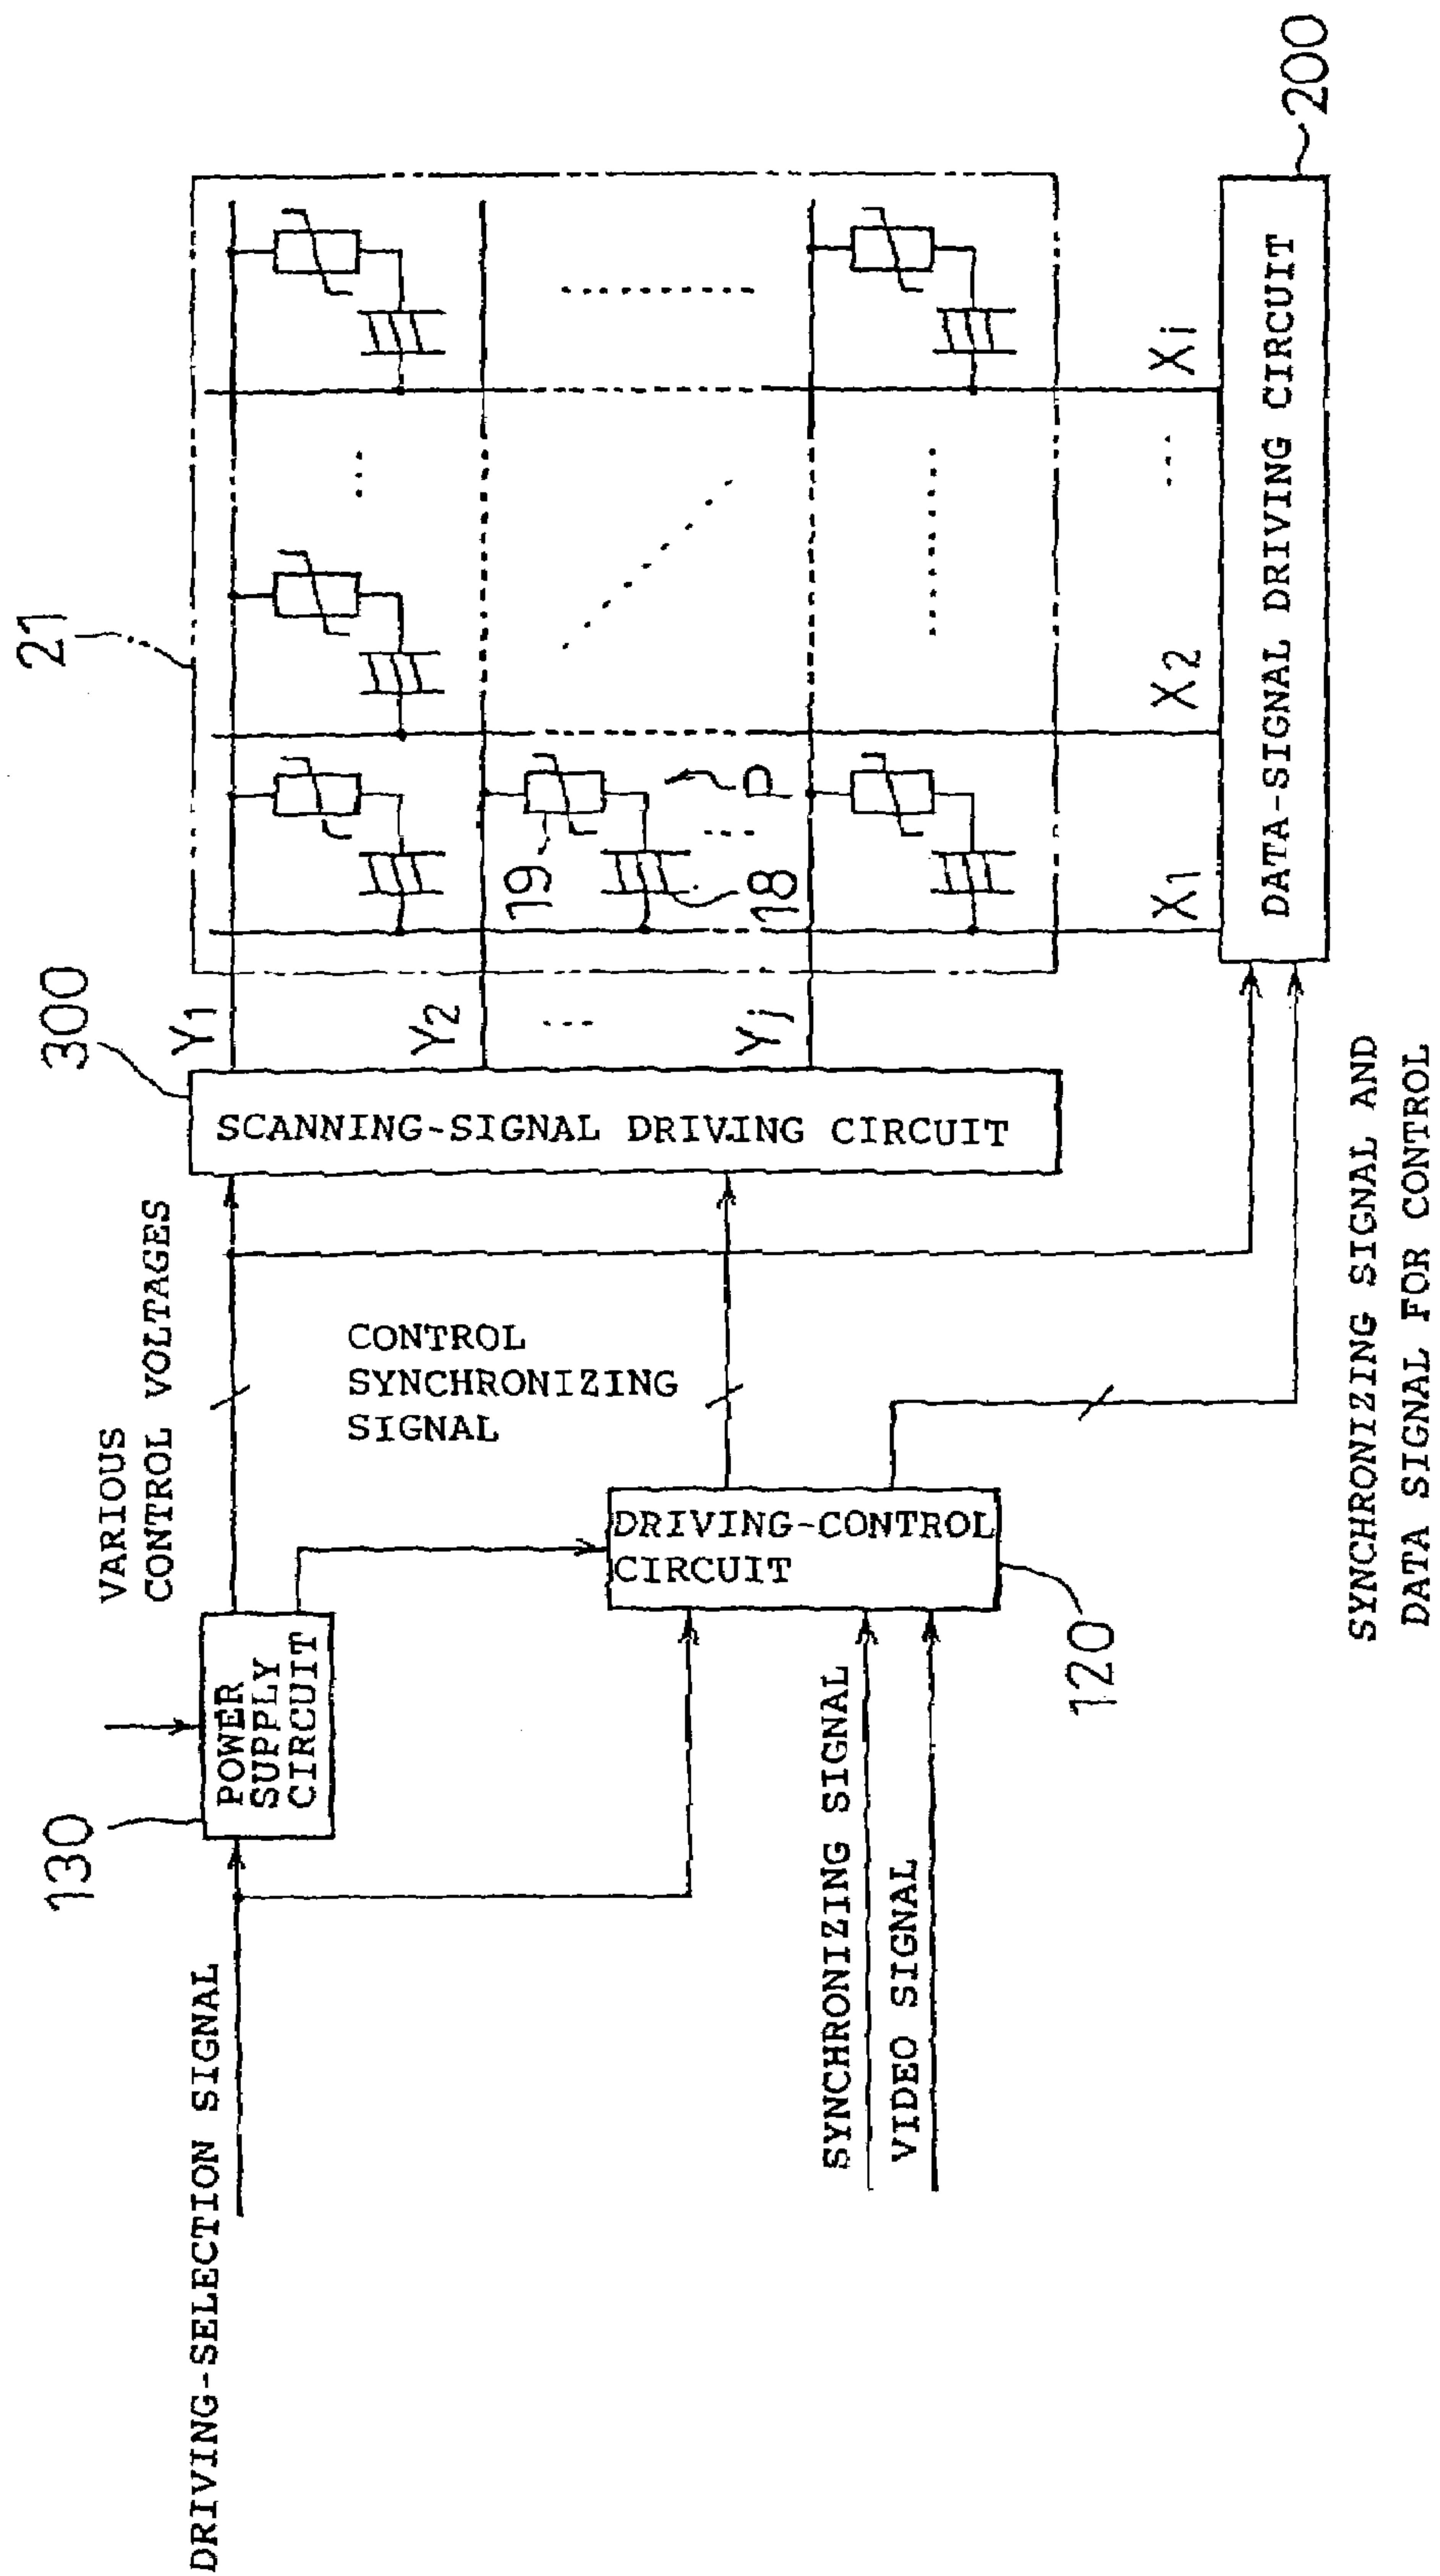 DRIVING-SELECTION SIGNAL
130
POWER
SUPPLY
CIRCUIT
VARIOUS
CONTROL VOLTAGES
CONTROL
SYNCHRONIZING
SIGNAL
SYNCHRONIZING SIGNAL
VIDEO SIGNAL
DRIVING-CONTROL
CIRCUIT
120
300
SCANNING-SIGNAL DRIVING CIRCUIT
Y1
Y2
...
Yj
21
19
18
P
X1
X2
...
Xi
DATA-SIGNAL DRIVING CIRCUIT
200
SYNCHRONIZING SIGNAL AND
DATA SIGNAL FOR CONTROL